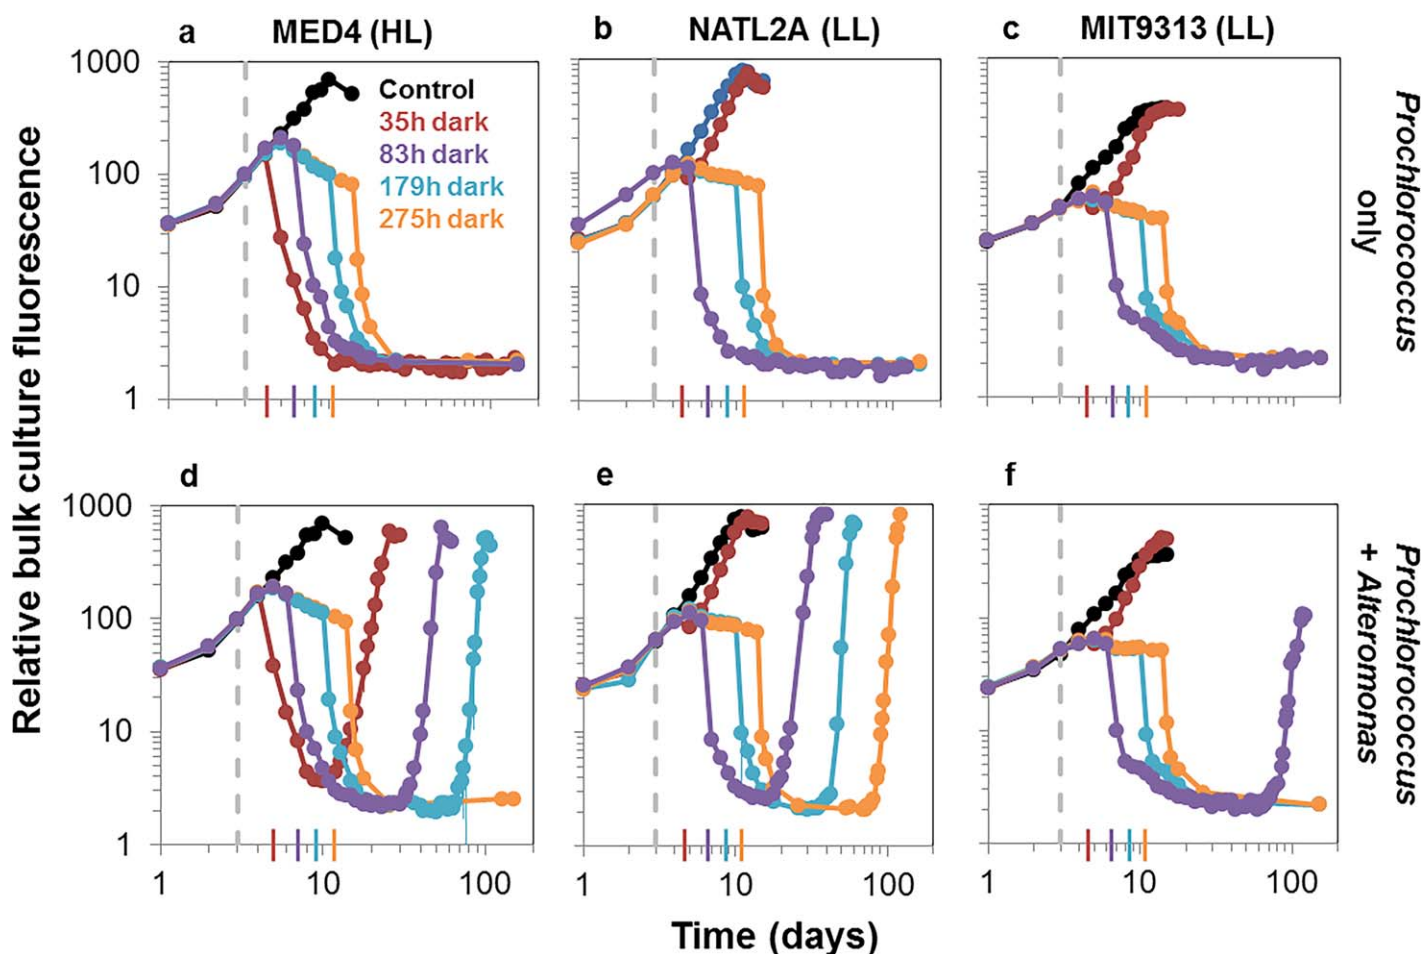 a MED4 (HL)
b NATL2A (LL)
c MIT9313 (LL)
1000
100
10
1
Control
35h dark
83h dark
179h dark
275h dark
Prochlorococcus
only
Relative bulk culture fluorescence
d
e
f
1000
100
10
1
Prochlorococcus
+ Alteromonas
1 10 100
1 10 100
1 10 100
Time (days)